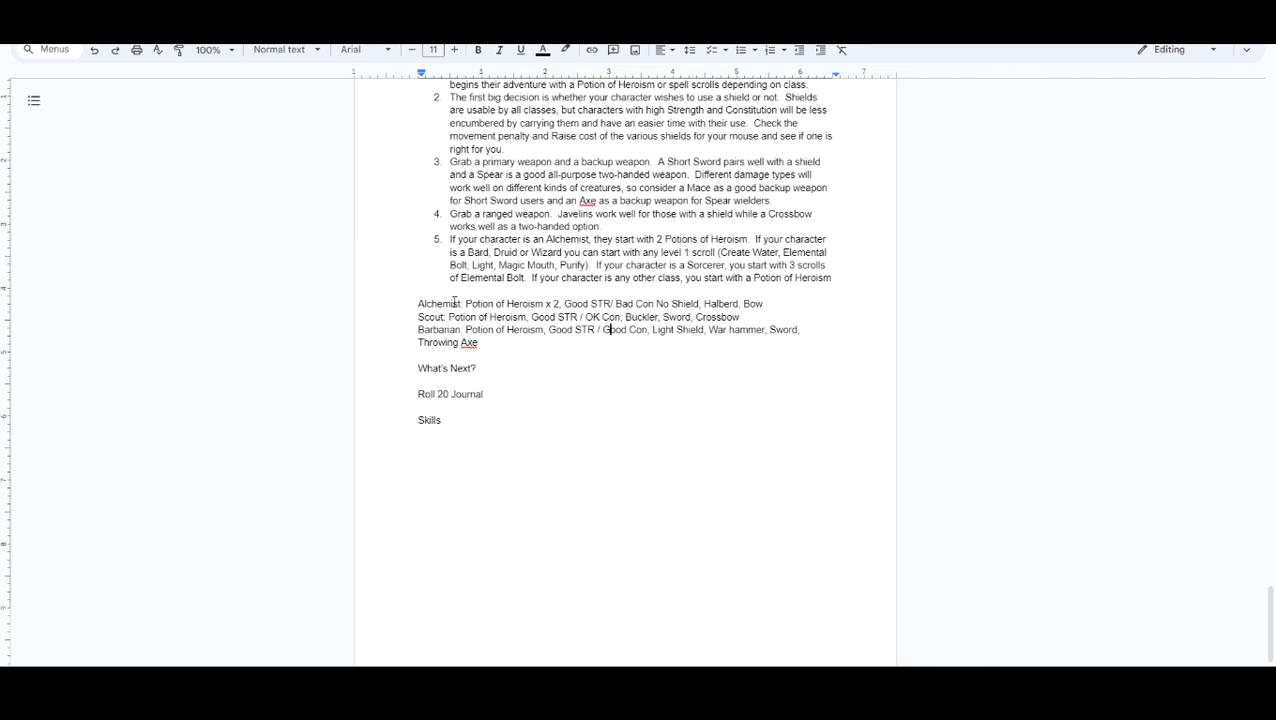 Menus
100%
Normal text
Arial
11
Editing
1 1 2 3 4 5 6 7
begins their adventure with a Potion of Heroism or spell scrolls depending on class.
2. The first big decision is whether your character wishes to use a shield or not. Shields
are usable by all classes, but characters with high Strength and Constitution will be less
encumbered by carrying them and have an easier time with their use. Check the
movement penalty and Raise cost of the various shields for your mouse and see if one is
right for you.
3. Grab a primary weapon and a backup weapon. A Short Sword pairs well with a shield
and a Spear is a good all-purpose two-handed weapon. Different damage types will
work well on different kinds of creatures, so consider a Mace as a good backup weapon
for Short Sword users and an Axe as a backup weapon for Spear wielders.
4. Grab a ranged weapon. Javelins work well for those with a shield while a Crossbow
works well as a two-handed option.
5. If your character is an Alchemist, they start with 2 Potions of Heroism. If your character
is a Bard, Druid or Wizard you can start with any level 1 scroll (Create Water, Elemental
Bolt, Light, Magic Mouth, Purify). If your character is a Sorcerer, you start with 3 scrolls
of Elemental Bolt. If your character is any other class, you start with a Potion of Heroism
Alchemist: Potion of Heroism x 2, Good STR/ Bad Con No Shield, Halberd, Bow
Scout: Potion of Heroism, Good STR / OK Con, Buckler, Sword, Crossbow
Barbarian: Potion of Heroism, Good STR / Good Con, Light Shield, War hammer, Sword,
Throwing Axe
What's Next?
Roll 20 Journal
Skills